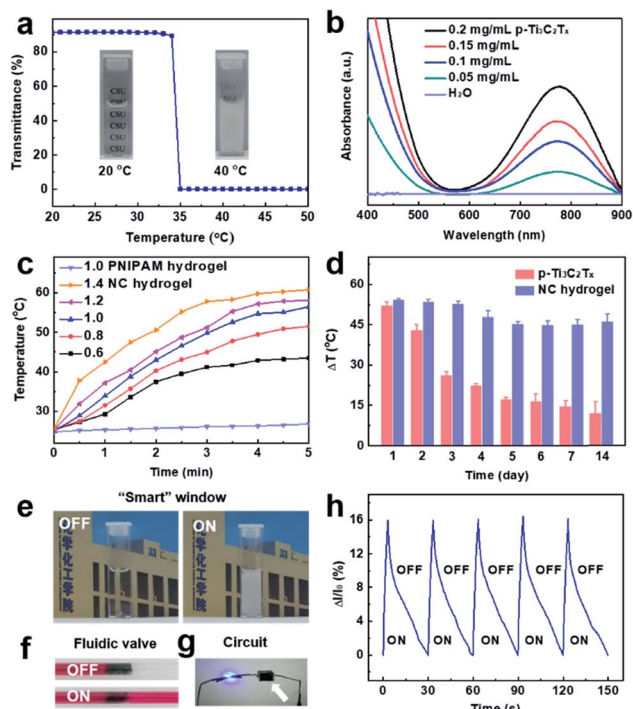 a
Transmittance (%)
100
80
60
40
20
0
CSU
CSU
CSU
CSU
CSU
CSU
20 °C
40 °C
20 25 30 35 40 45 50
Temperature (°C)
b
Absorbance (a.u.)
0.2 mg/mL p-Ti₃C₂Tₓ
0.15 mg/mL
0.1 mg/mL
0.05 mg/mL
H₂O
400 500 600 700 800 900
Wavelength (nm)
c
Temperature (°C)
60
50
40
30
1.0 PNIPAM hydrogel
1.4 NC hydrogel
1.2
1.0
0.8
0.6
0 1 2 3 4 5
Time (min)
d
ΔT (°C)
75
60
45
30
15
0
p-Ti₃C₂Tₓ
NC hydrogel
1 2 3 4 5 6 7 14
Time (day)
e
“Smart” window
OFF
ON
学化工学院
学化工学院
f
Fluidic valve
OFF
ON
g
Circuit
h
ΔI/I₀ (%)
20
16
12
8
4
0
OFF OFF OFF OFF OFF
ON ON ON ON ON
0 30 60 90 120 150
Time (s)